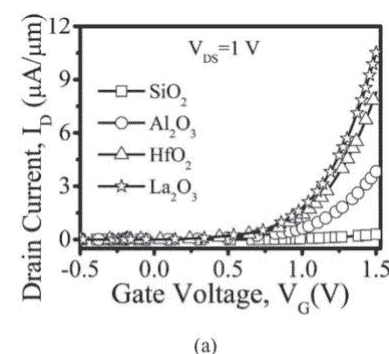 Drain Current, I_D (μA/μm)
12
9
6
3
0
V_DS=1 V
SiO₂
Al₂O₃
HfO₂
La₂O₃
-0.5 0.0 0.5 1.0 1.5
Gate Voltage, V_G(V)
(a)